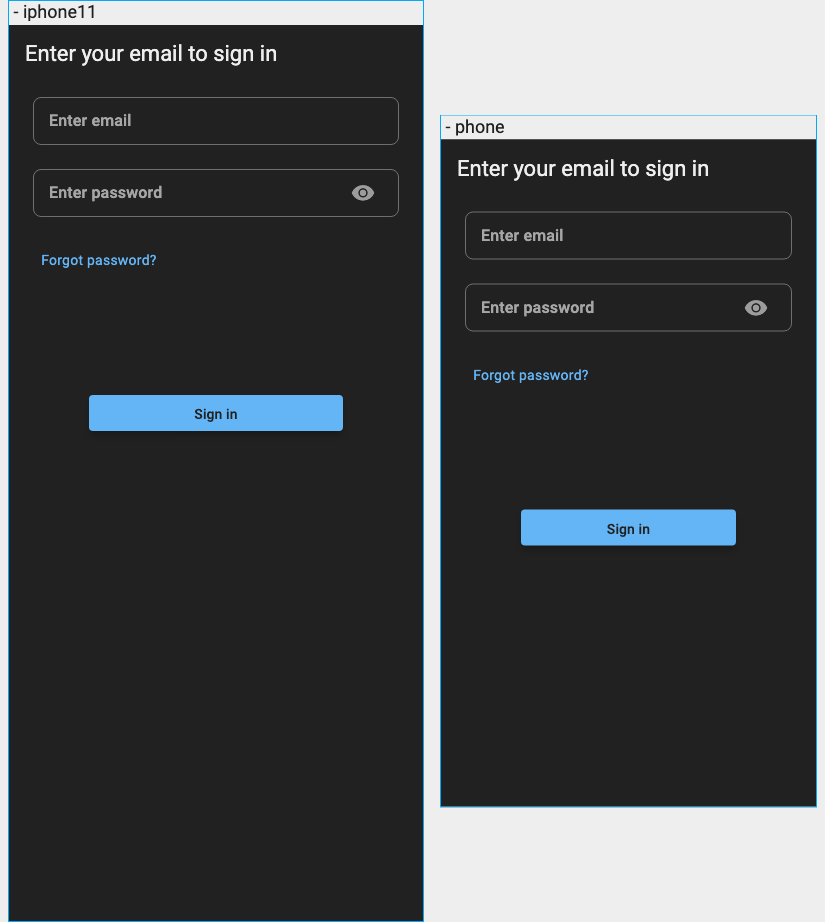 - iphone11
Enter your email to sign in
Enter email
Enter password
Forgot password?
Sign in
- phone
Enter your email to sign in
Enter email
Enter password
Forgot password?
Sign in